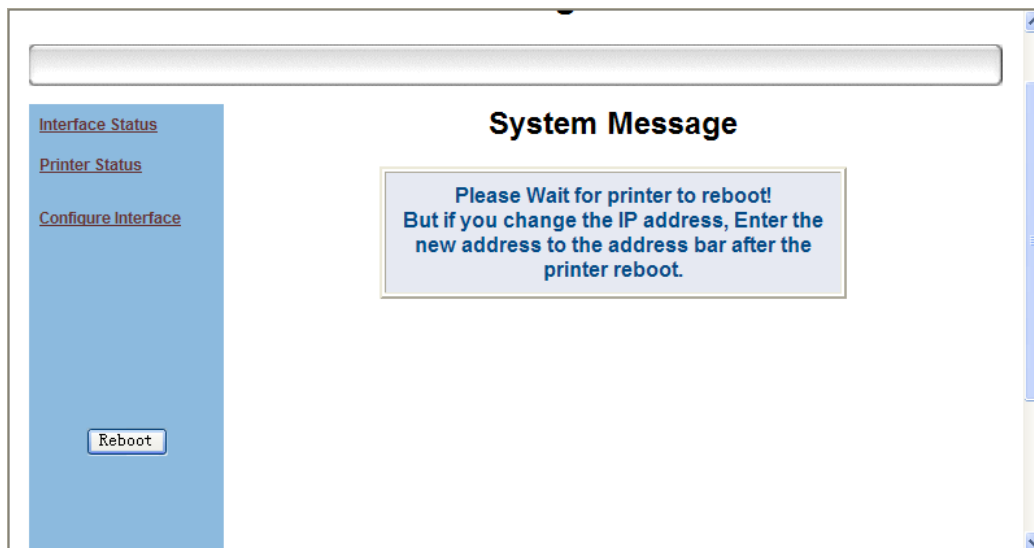 Interface Status
Printer Status
Configure Interface
Reboot
System Message
Please Wait for printer to reboot!
But if you change the IP address, Enter the
new address to the address bar after the
printer reboot.